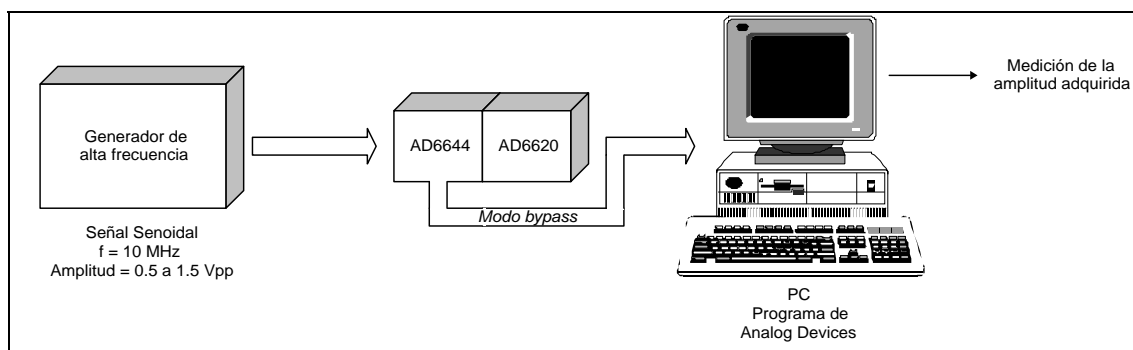 Generador de
alta frecuencia
Señal Senoidal
f = 10 MHz
Amplitud = 0.5 a 1.5 Vpp
AD6644
AD6620
Modo bypass
PC
Programa de
Analog Devices
Medición de la
amplitud adquirida